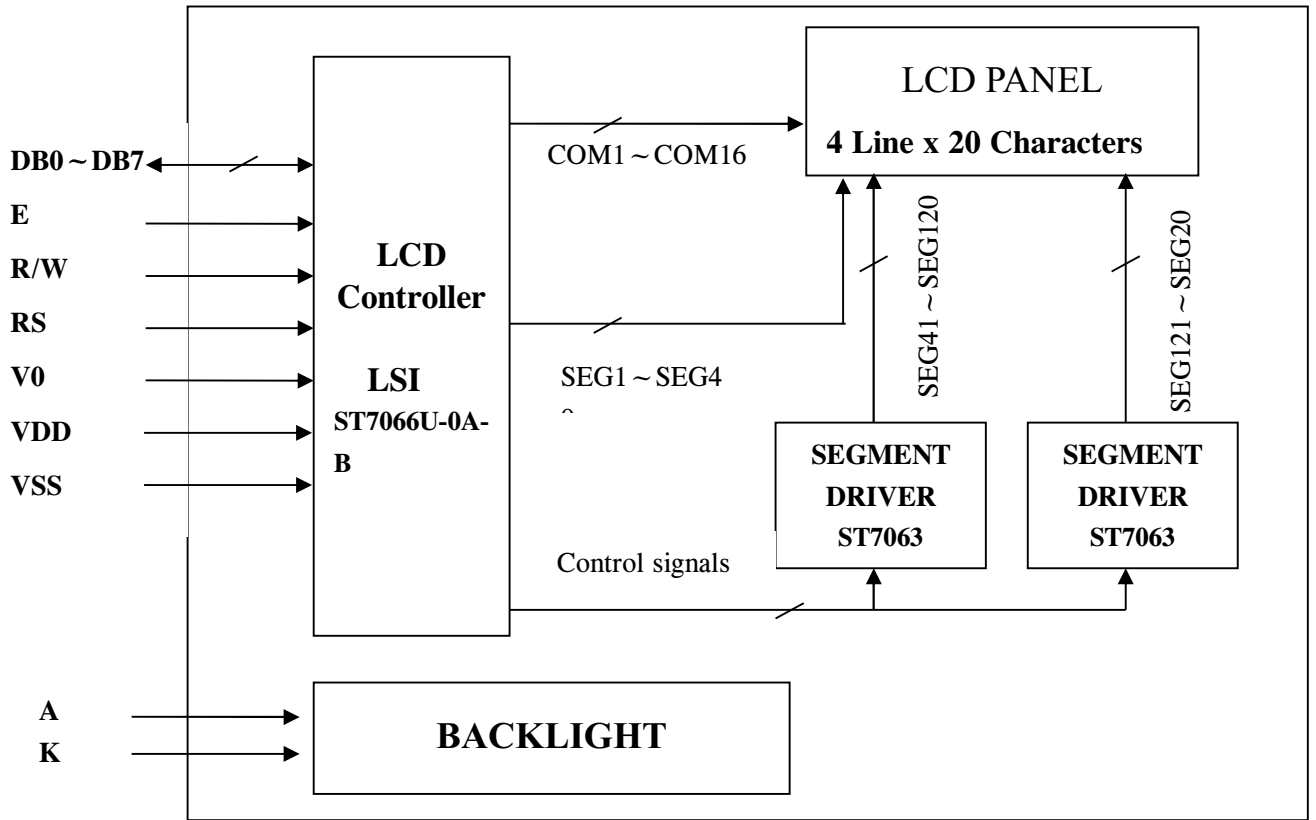 LCD PANEL
4 Line x 20 Characters
DB0~DB7
E
R/W
RS
V0
VDD
VSS
LCD
Controller
LSI
ST7066U-0A-
B
COM1~COM16
SEG1~SEG4
SEG41~SEG120
SEG121~SEG20
SEGMENT
DRIVER
ST7063
SEGMENT
DRIVER
ST7063
Control signals
A
K
BACKLIGHT